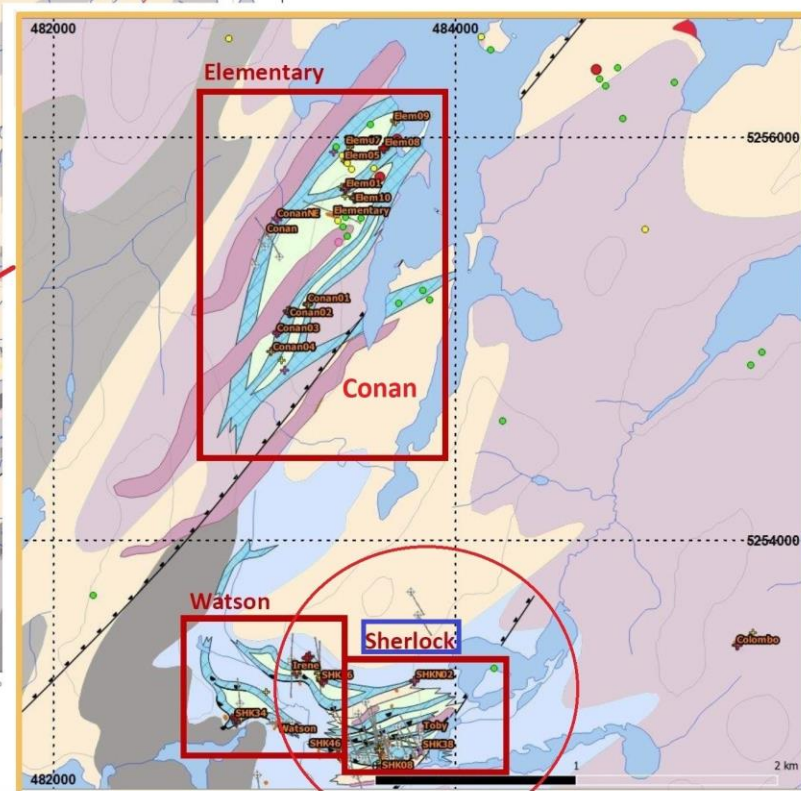 482000
484000
Elementary
Elem09
5256000
Elem07
Elem08
Elem05
Elem01
Elem10
ConanNE
Elementary
Conan
Conan01
Conan02
Conan03
Conan04
Conan
5254000
Watson
Sherlock
Colombo
Irene
SHKN02
SHK34
Toby
Watson
SHK46
SHK38
SHK08
482000
1
2 km